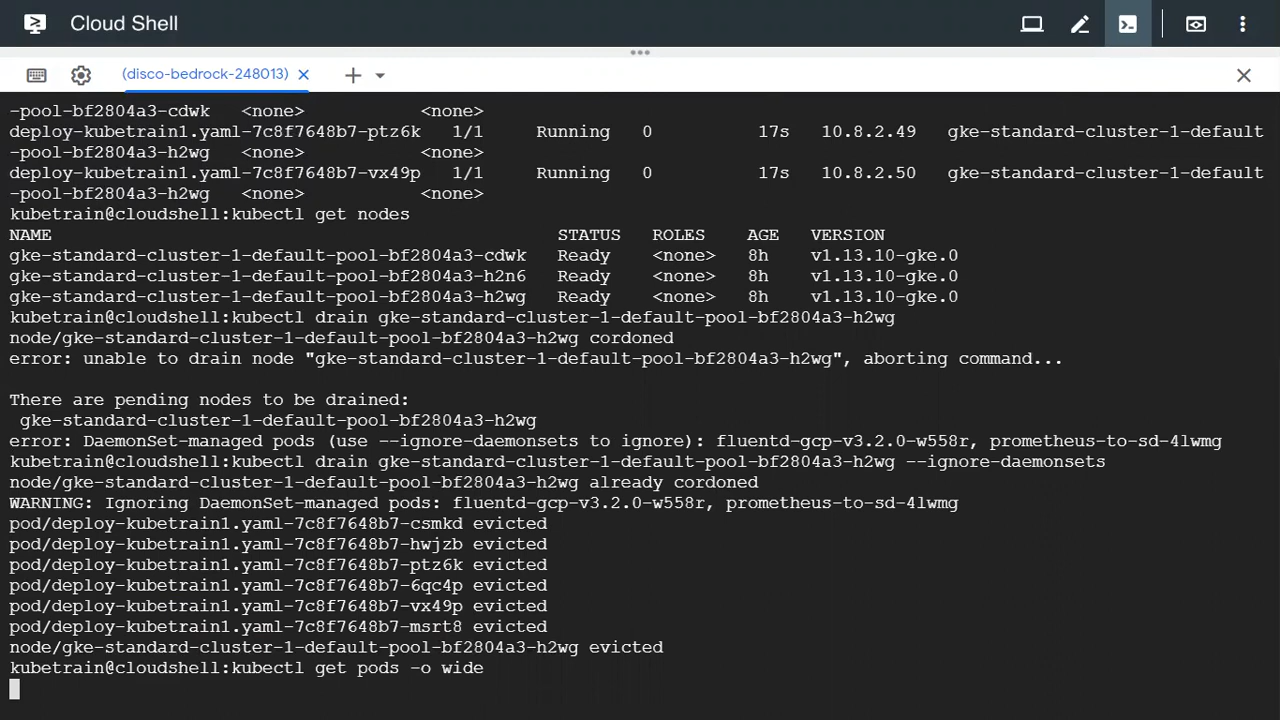 Cloud Shell
(disco-bedrock-248013)
-pool-bf2804a3-cdwk <none> <none>
deploy-kubetrain1.yaml-7c8f7648b7-ptz6k 1/1 Running 0 17s 10.8.2.49 gke-standard-cluster-1-default
-pool-bf2804a3-h2wg <none> <none>
deploy-kubetrain1.yaml-7c8f7648b7-vx49p 1/1 Running 0 17s 10.8.2.50 gke-standard-cluster-1-default
-pool-bf2804a3-h2wg <none> <none>
kubetrain@cloudshell:kubectl get nodes
NAME STATUS ROLES AGE VERSION
gke-standard-cluster-1-default-pool-bf2804a3-cdwk Ready <none> 8h v1.13.10-gke.0
gke-standard-cluster-1-default-pool-bf2804a3-h2n6 Ready <none> 8h v1.13.10-gke.0
gke-standard-cluster-1-default-pool-bf2804a3-h2wg Ready <none> 8h v1.13.10-gke.0
kubetrain@cloudshell:kubectl drain gke-standard-cluster-1-default-pool-bf2804a3-h2wg
node/gke-standard-cluster-1-default-pool-bf2804a3-h2wg cordoned
error: unable to drain node "gke-standard-cluster-1-default-pool-bf2804a3-h2wg", aborting command...
There are pending nodes to be drained:
gke-standard-cluster-1-default-pool-bf2804a3-h2wg
error: DaemonSet-managed pods (use --ignore-daemonsets to ignore): fluentd-gcp-v3.2.0-w558r, prometheus-to-sd-4lwmg
kubetrain@cloudshell:kubectl drain gke-standard-cluster-1-default-pool-bf2804a3-h2wg --ignore-daemonsets
node/gke-standard-cluster-1-default-pool-bf2804a3-h2wg already cordoned
WARNING: Ignoring DaemonSet-managed pods: fluentd-gcp-v3.2.0-w558r, prometheus-to-sd-4lwmg
pod/deploy-kubetrain1.yaml-7c8f7648b7-csmkd evicted
pod/deploy-kubetrain1.yaml-7c8f7648b7-hwjzb evicted
pod/deploy-kubetrain1.yaml-7c8f7648b7-ptz6k evicted
pod/deploy-kubetrain1.yaml-7c8f7648b7-6qc4p evicted
pod/deploy-kubetrain1.yaml-7c8f7648b7-vx49p evicted
pod/deploy-kubetrain1.yaml-7c8f7648b7-msrt8 evicted
node/gke-standard-cluster-1-default-pool-bf2804a3-h2wg evicted
kubetrain@cloudshell:kubectl get pods -o wide